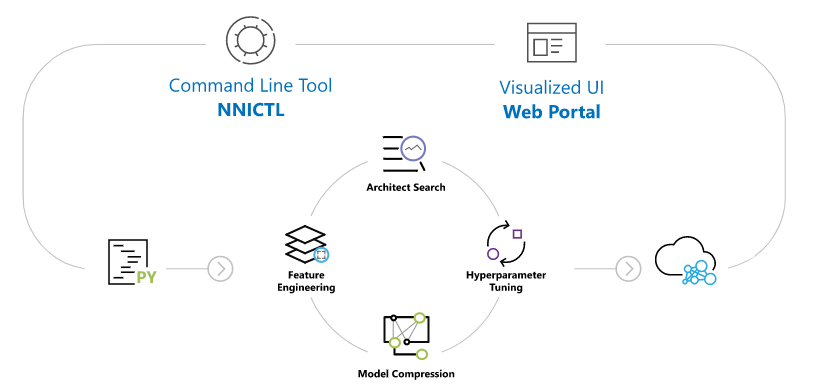 Command Line Tool
NNICTL
Visualized UI
Web Portal
Architect Search
PY
Feature
Engineering
Hyperparameter
Tuning
Model Compression